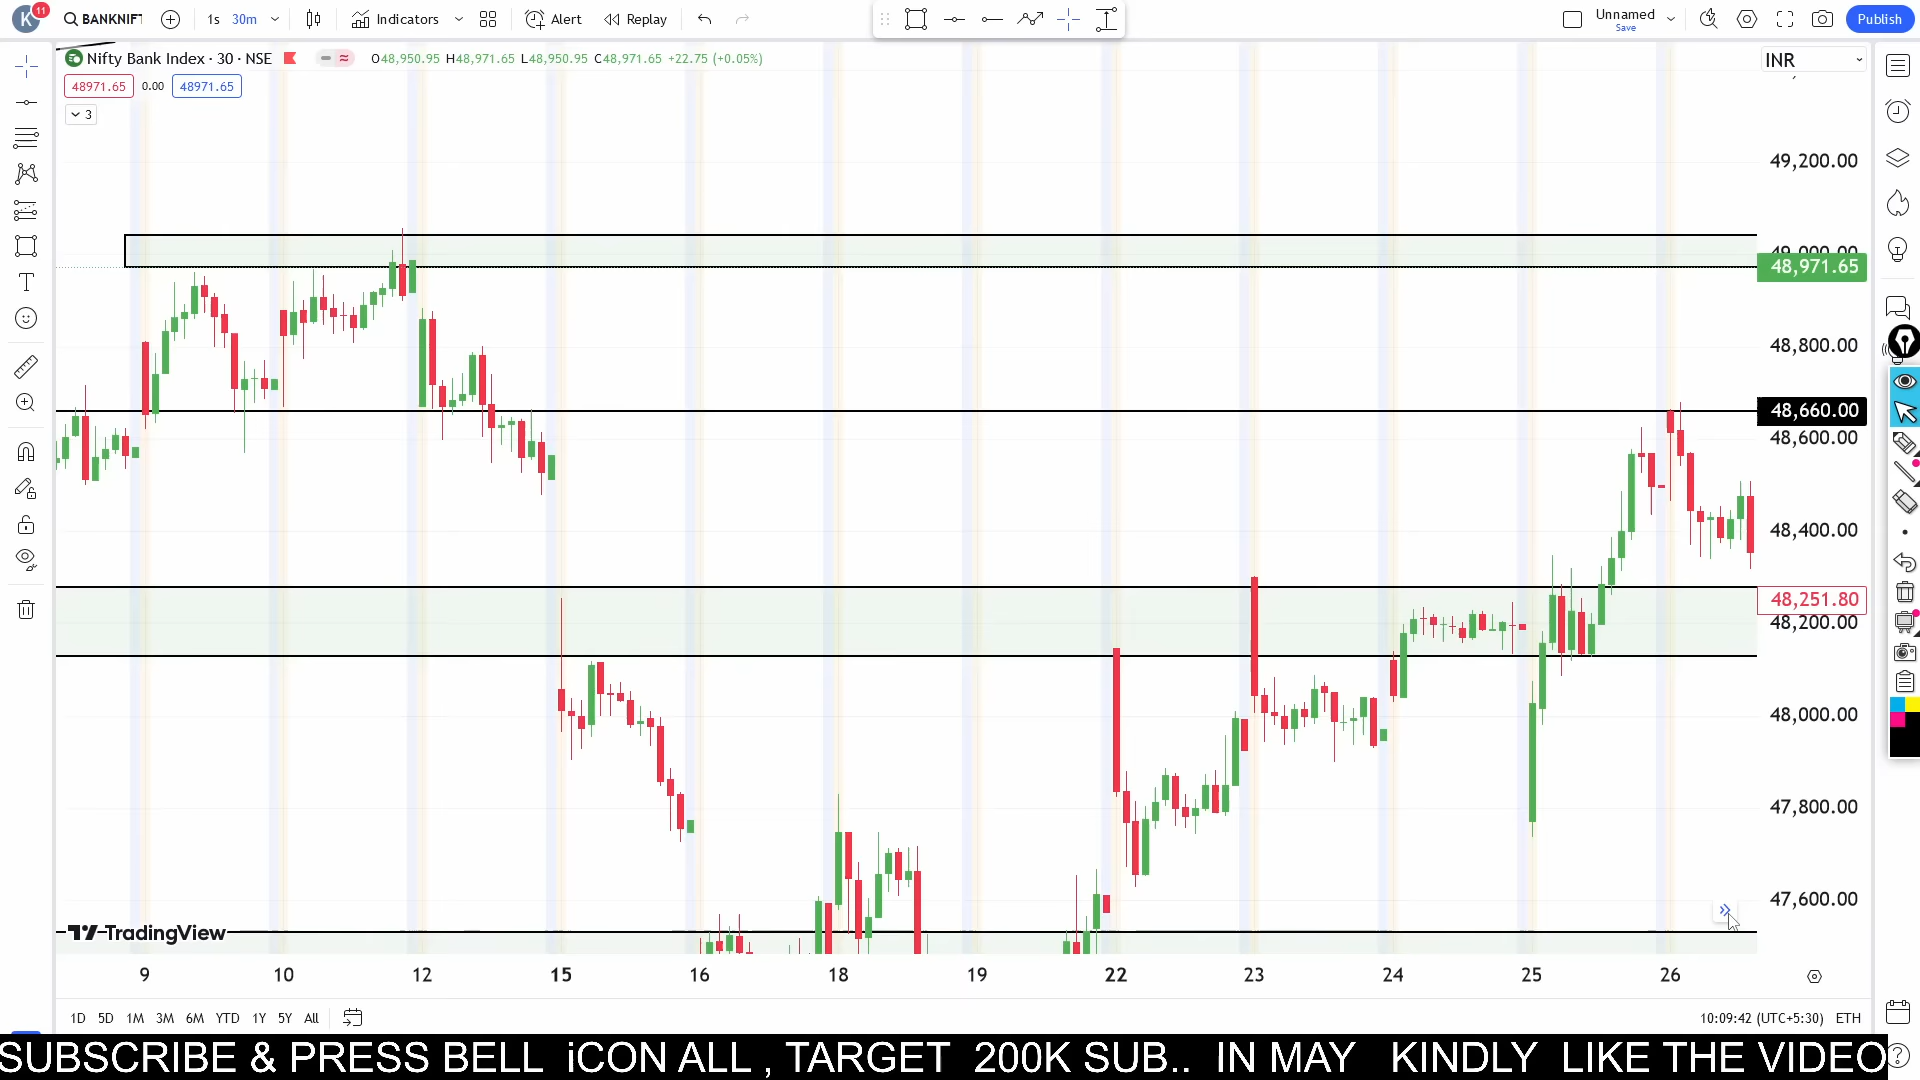 K 11 BANKNIFT 1s 30m Indicators Alert Replay Unnamed Save Publish
Nifty Bank Index · 30 · NSE O48,950.95 H48,971.65 L48,950.95 C48,971.65 +22.75 (+0.05%) INR
48971.65 0.00 48971.65
3
49,200.00
48,971.65
48,800.00
48,660.00
48,600.00
48,400.00
48,251.80
48,200.00
48,000.00
47,800.00
47,600.00
TradingView
9 10 12 15 16 18 19 22 23 24 25 26
1D 5D 1M 3M 6M YTD 1Y 5Y All 10:09:42 (UTC+5:30) ETH
SUBSCRIBE & PRESS BELL iCON ALL , TARGET 200K SUB.. IN MAY KINDLY LIKE THE VIDEO